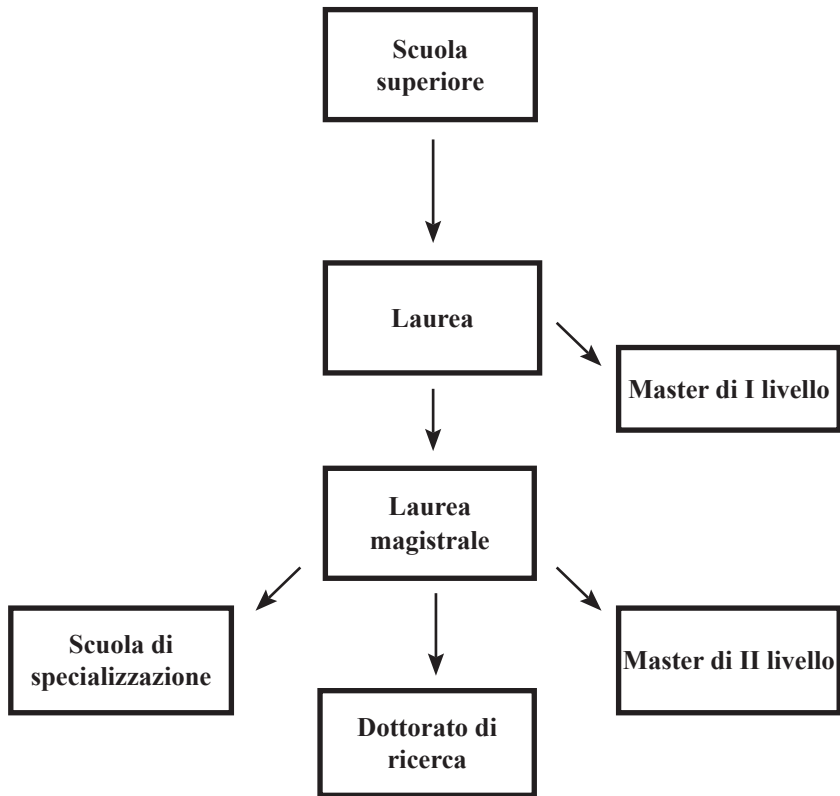 Scuola
superiore
Laurea
Master di I livello
Laurea
magistrale
Scuola di
specializzazione
Master di II livello
Dottorato di
ricerca